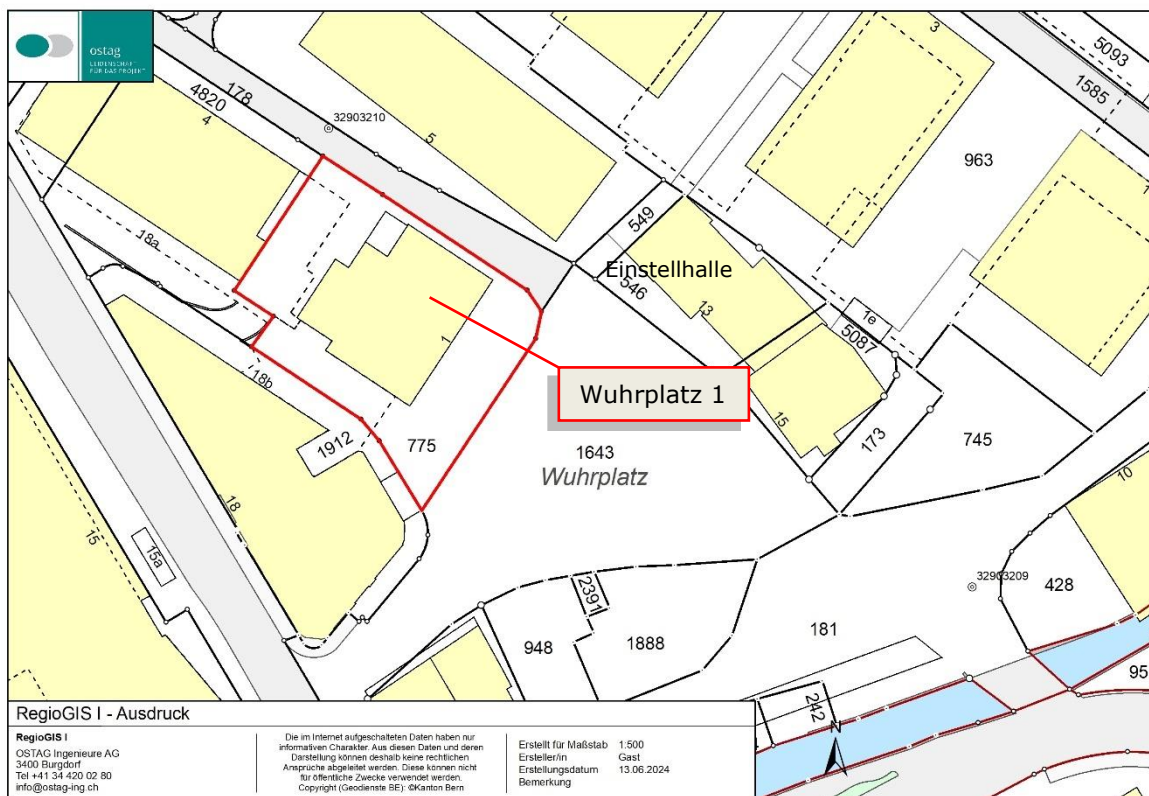 ostag
LEIDENSCHAFT
FÜR DAS PROJEKT
3
5093
1585
4820
178
4
32903210
5
963
549
18a
Einstellhalle
546
13
1e
5087
1
18b
Wuhrplatz 1
15
1912
775
1643
Wuhrplatz
173
745
18
10
15
15a
32903209
2391
428
948
1888
181
95
242
N
RegioGIS I - Ausdruck
RegioGIS I
OSTAG Ingenieure AG
3400 Burgdorf
Tel +41 34 420 02 80
info@ostag-ing.ch
Die im Internet aufgeschalteten Daten haben nur
informativen Charakter. Aus diesen Daten und deren
Darstellung können deshalb keine rechtlichen
Ansprüche abgeleitet werden. Diese können nicht
für öffentliche Zwecke verwendet werden.
Copyright (Geodienste BE): ©Kanton Bern
Erstellt für Maßstab 1:500
Ersteller/in Gast
Erstellungsdatum 13.06.2024
Bemerkung